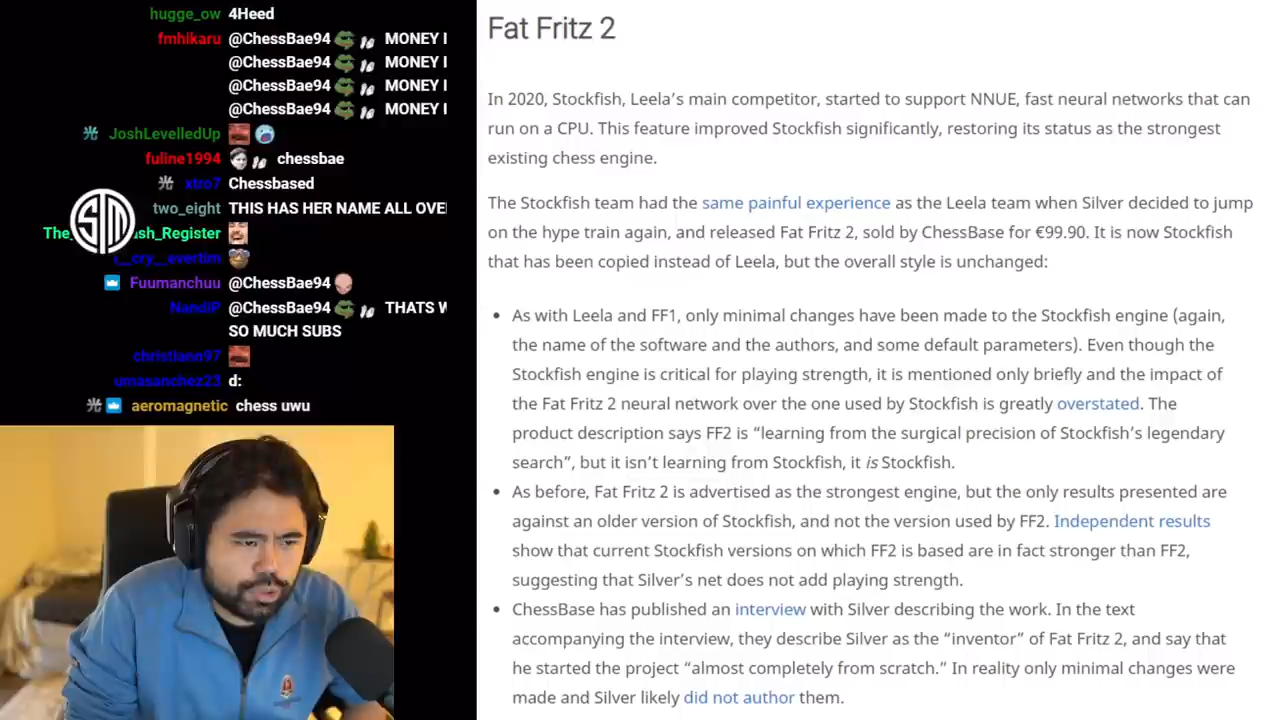 hugge_ow 4Heed
fmhikaru @ChessBae94 MONEY
@ChessBae94 MONEY
@ChessBae94 MONEY
@ChessBae94 MONEY
光 JoshLevelledUp
fuline1994 chessbae
光 xtro7 Chessbased
two_eight THIS HAS HER NAME ALL OVE
TSM
The_ ash_Register
Fuumanchuu @ChessBae94
NandiP @ChessBae94 THATS W
SO MUCH SUBS
christiann97
umasanchez23 d:
光 aeromagnetic chess uwu
Fat Fritz 2
In 2020, Stockfish, Leela’s main competitor, started to support NNUE, fast neural networks that can
run on a CPU. This feature improved Stockfish significantly, restoring its status as the strongest
existing chess engine.
The Stockfish team had the same painful experience as the Leela team when Silver decided to jump
on the hype train again, and released Fat Fritz 2, sold by ChessBase for €99.90. It is now Stockfish
that has been copied instead of Leela, but the overall style is unchanged:
• As with Leela and FF1, only minimal changes have been made to the Stockfish engine (again,
the name of the software and the authors, and some default parameters). Even though the
Stockfish engine is critical for playing strength, it is mentioned only briefly and the impact of
the Fat Fritz 2 neural network over the one used by Stockfish is greatly overstated. The
product description says FF2 is “learning from the surgical precision of Stockfish’s legendary
search”, but it isn’t learning from Stockfish, it is Stockfish.
• As before, Fat Fritz 2 is advertised as the strongest engine, but the only results presented are
against an older version of Stockfish, and not the version used by FF2. Independent results
show that current Stockfish versions on which FF2 is based are in fact stronger than FF2,
suggesting that Silver’s net does not add playing strength.
• ChessBase has published an interview with Silver describing the work. In the text
accompanying the interview, they describe Silver as the “inventor” of Fat Fritz 2, and say that
he started the project “almost completely from scratch.” In reality only minimal changes were
made and Silver likely did not author them.